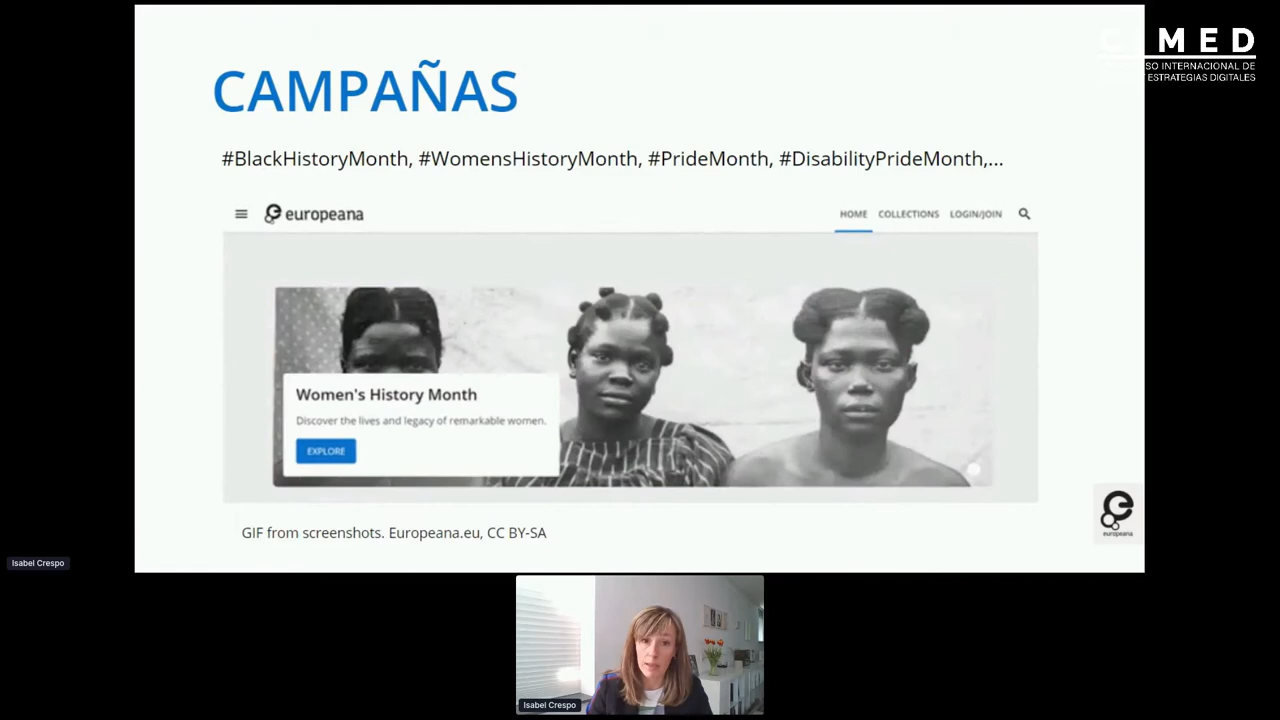 CIMED
SO INTERNACIONAL DE
ESTRATEGIAS DIGITALES
CAMPAÑAS
#BlackHistoryMonth, #WomensHistoryMonth, #PrideMonth, #DisabilityPrideMonth,...
europeana
HOME COLLECTIONS LOGIN/JOIN
Women's History Month
Discover the lives and legacy of remarkable women.
EXPLORE
GIF from screenshots. Europeana.eu, CC BY-SA
europeana
Isabel Crespo
Isabel Crespo